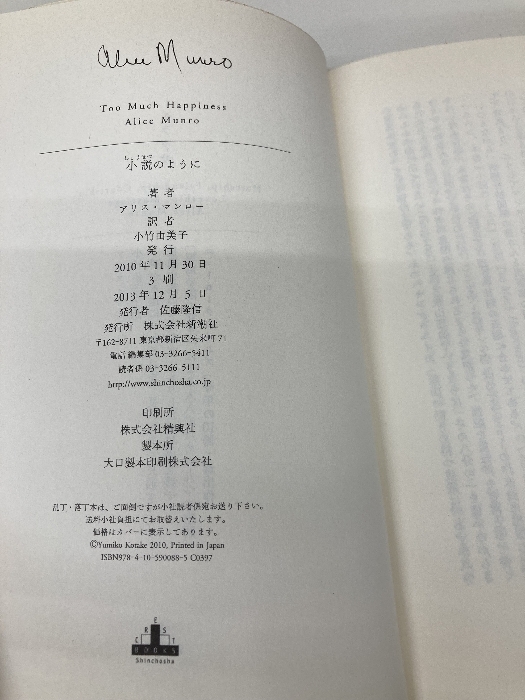 Alice Munro
Too Much Happiness
Alice Munro
小説のように
著者
アリス・マンロー
訳者
小竹由美子
発行
2010年11月30日
3刷
2013年12月5日
発行者 佐藤隆信
発行所 株式会社新潮社
〒162-8711 東京都新宿区矢来町71
電話 編集部 03-3266-5411
読者係 03-3266-5111
http://www.shinchosha.co.jp
印刷所
株式会社精興社
製本所
大口製本印刷株式会社
乱丁・落丁本は、ご面倒ですが小社読者係宛お送り下さい。
送料小社負担にてお取替えいたします。
価格はカバーに表示してあります。
©Yumiko Kotake 2010, Printed in Japan
ISBN978-4-10-590088-5 C0397
CREST
BOOKS
Shinchosha